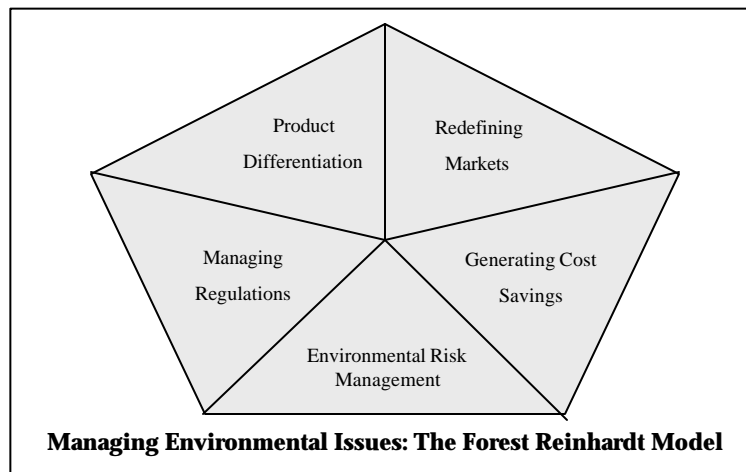 Product
Differentiation
Redefining
Markets
Managing
Regulations
Generating Cost
Savings
Environmental Risk
Management
Managing Environmental Issues: The Forest Reinhardt Model